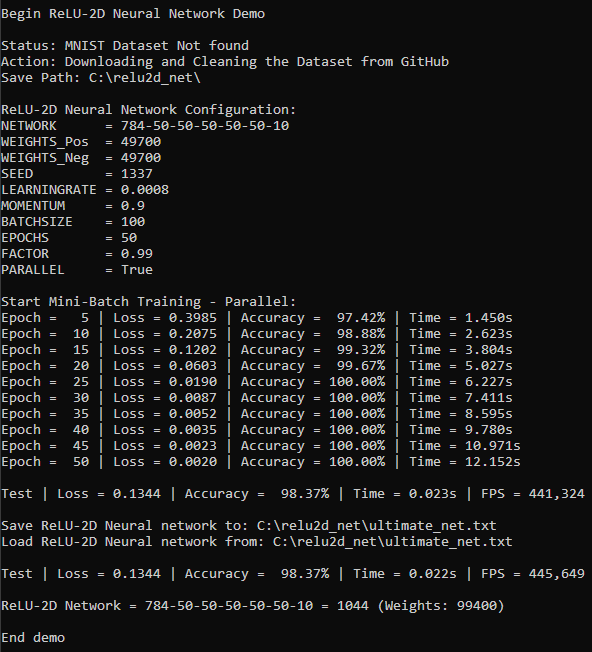 Begin ReLU-2D Neural Network Demo
Status: MNIST Dataset Not found
Action: Downloading and Cleaning the Dataset from GitHub
Save Path: C:\relu2d_net\
ReLU-2D Neural Network Configuration:
NETWORK      = 784-50-50-50-50-50-10
WEIGHTS_Pos  = 49700
WEIGHTS_Neg  = 49700
SEED         = 1337
LEARNINGRATE = 0.0008
MOMENTUM     = 0.9
BATCHSIZE    = 100
EPOCHS       = 50
FACTOR       = 0.99
PARALLEL     = True
Start Mini-Batch Training - Parallel:
Epoch =   5 | Loss = 0.3985 | Accuracy =  97.42% | Time = 1.450s
Epoch =  10 | Loss = 0.2075 | Accuracy =  98.88% | Time = 2.623s
Epoch =  15 | Loss = 0.1202 | Accuracy =  99.32% | Time = 3.804s
Epoch =  20 | Loss = 0.0603 | Accuracy =  99.67% | Time = 5.027s
Epoch =  25 | Loss = 0.0190 | Accuracy = 100.00% | Time = 6.227s
Epoch =  30 | Loss = 0.0087 | Accuracy = 100.00% | Time = 7.411s
Epoch =  35 | Loss = 0.0052 | Accuracy = 100.00% | Time = 8.595s
Epoch =  40 | Loss = 0.0035 | Accuracy = 100.00% | Time = 9.780s
Epoch =  45 | Loss = 0.0023 | Accuracy = 100.00% | Time = 10.971s
Epoch =  50 | Loss = 0.0020 | Accuracy = 100.00% | Time = 12.152s
Test | Loss = 0.1344 | Accuracy =  98.37% | Time = 0.023s | FPS = 441,324
Save ReLU-2D Neural network to: C:\relu2d_net\ultimate_net.txt
Load ReLU-2D Neural network from: C:\relu2d_net\ultimate_net.txt
Test | Loss = 0.1344 | Accuracy =  98.37% | Time = 0.022s | FPS = 445,649
ReLU-2D Network = 784-50-50-50-50-50-10 = 1044 (Weights: 99400)
End demo